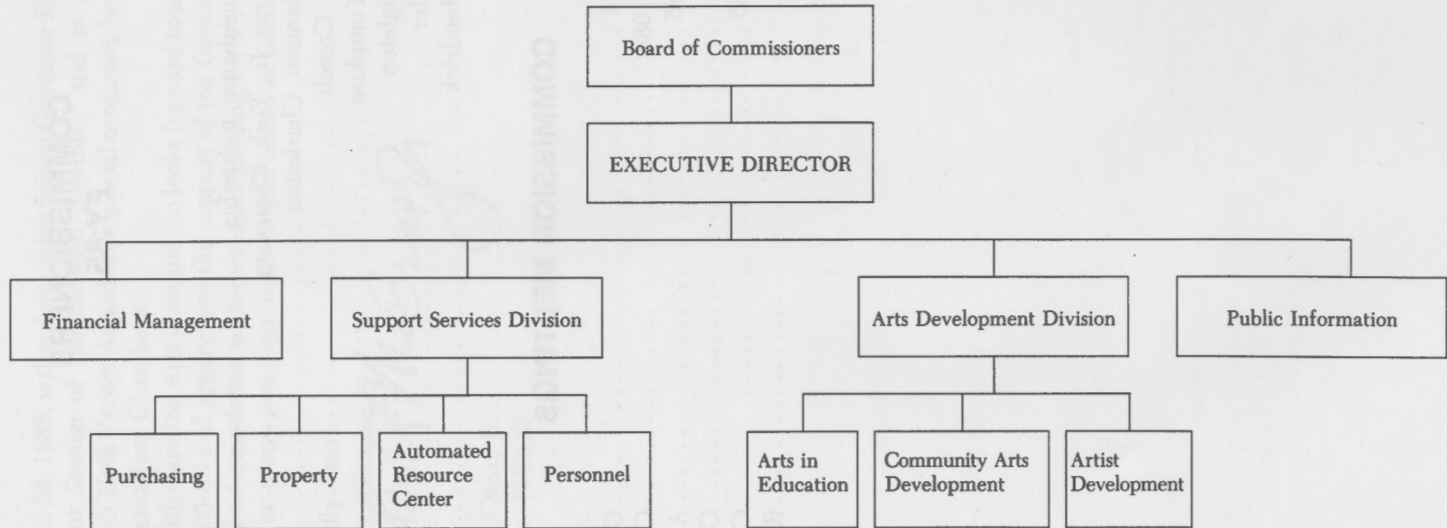 Board of Commissioners
EXECUTIVE DIRECTOR
Financial Management
Support Services Division
Arts Development Division
Public Information
Purchasing
Property
Automated
Resource
Center
Personnel
Arts in
Education
Community Arts
Development
Artist
Development